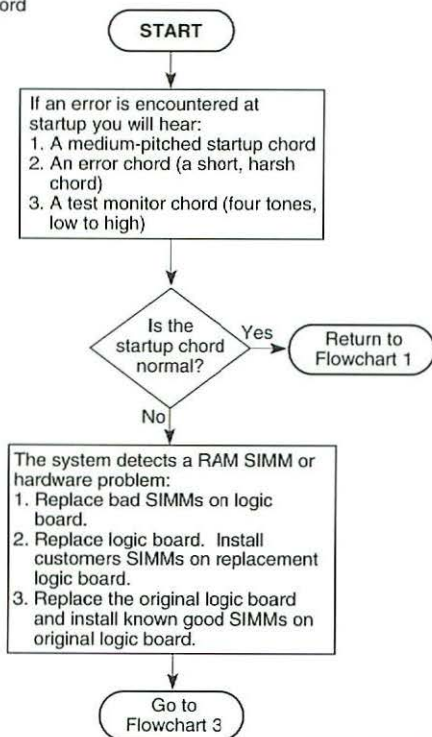 ord
START
If an error is encountered at
startup you will hear:
1. A medium-pitched startup chord
2. An error chord (a short, harsh
chord)
3. A test monitor chord (four tones,
low to high)
Is the
startup chord
normal?
Yes
Return to
Flowchart 1
No
The system detects a RAM SIMM or
hardware problem:
1. Replace bad SIMMs on logic
board.
2. Replace logic board. Install
customers SIMMs on replacement
logic board.
3. Replace the original logic board
and install known good SIMMs on
original logic board.
Go to
Flowchart 3